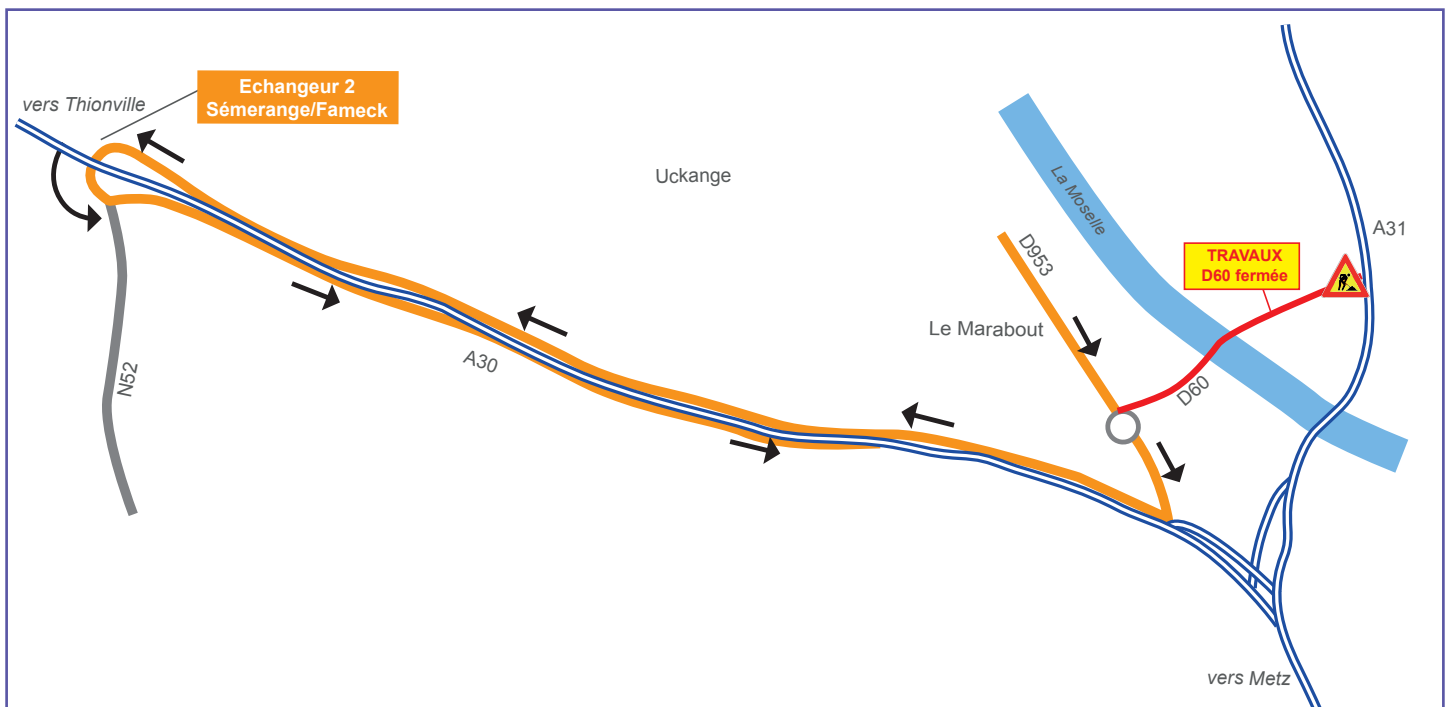 Echangeur 2
Sémerange/Fameck
vers Thionville
Uckange
La Moselle
A31
D953
TRAVAUX
D60 fermée
Le Marabout
A30
N52
D60
vers Metz